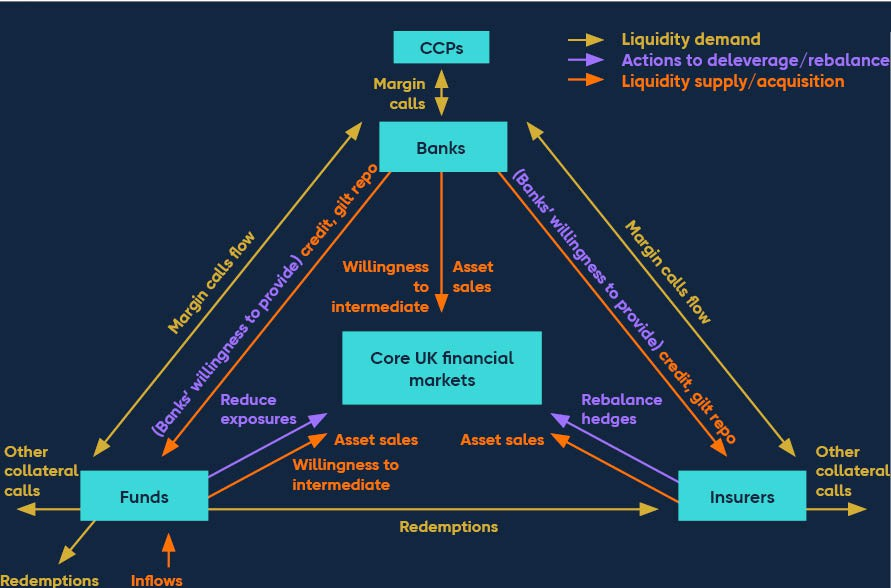 CCPs
Liquidity demand
Actions to deleverage/rebalance
Liquidity supply/acquisition
Margin
calls
Banks
Margin calls flow
(Banks' willingness to provide) credit, gilt repo
(Banks' willingness to provide) credit, gilt repo
Margin calls flow
Willingness
to
intermediate
Asset
sales
Core UK financial
markets
Reduce
exposures
Rebalance
hedges
Asset sales
Willingness to
intermediate
Asset sales
Other
collateral
calls
Funds
Insurers
Other
collateral
calls
Redemptions
Redemptions
Inflows